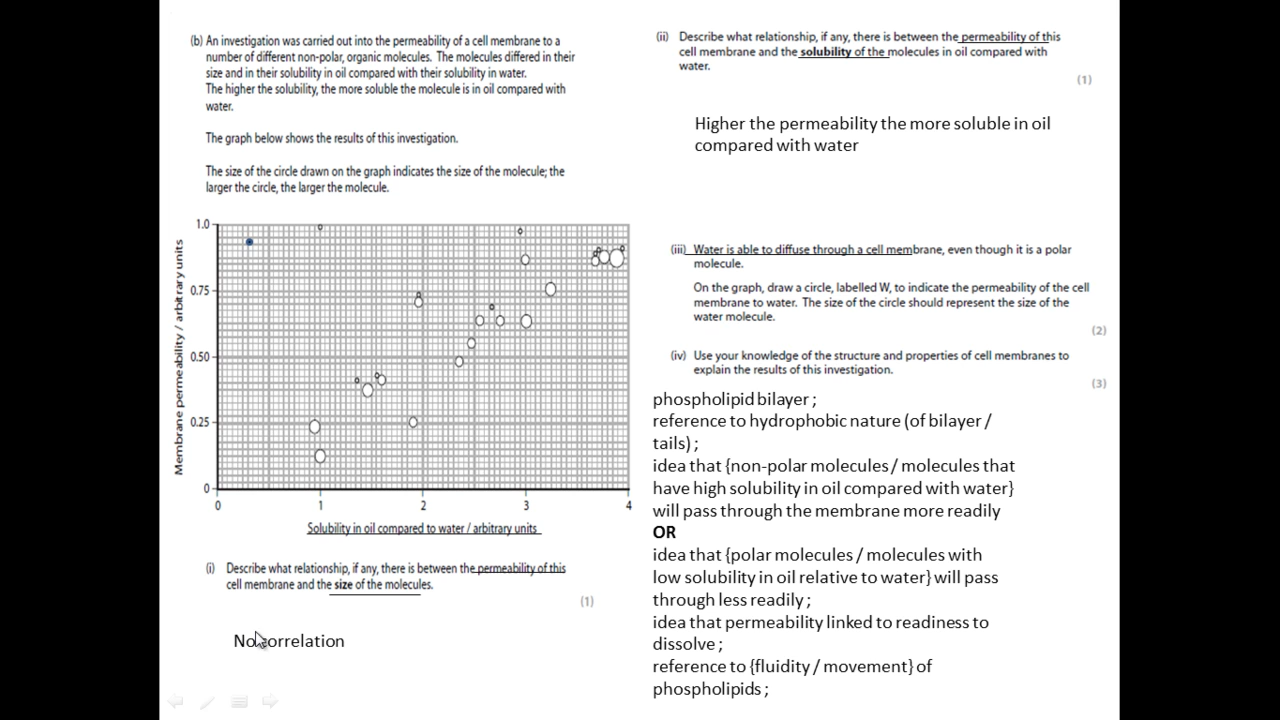 (b) An investigation was carried out into the permeability of a cell membrane to a
number of different non-polar, organic molecules. The molecules differed in their
size and in their solubility in oil compared with their solubility in water.
The higher the solubility, the more soluble the molecule is in oil compared with
water.
The graph below shows the results of this investigation.
The size of the circle drawn on the graph indicates the size of the molecule; the
larger the circle, the larger the molecule.
Membrane permeability / arbitrary units
1.0
0.75
0.50
0.25
0
0 1 2 3 4
Solubility in oil compared to water / arbitrary units
(i) Describe what relationship, if any, there is between the permeability of this
cell membrane and the size of the molecules.
(1)
No correlation
(ii) Describe what relationship, if any, there is between the permeability of this
cell membrane and the solubility of the molecules in oil compared with
water.
(1)
Higher the permeability the more soluble in oil
compared with water
(iii) Water is able to diffuse through a cell membrane, even though it is a polar
molecule.
On the graph, draw a circle, labelled W, to indicate the permeability of the cell
membrane to water. The size of the circle should represent the size of the
water molecule.
(2)
(iv) Use your knowledge of the structure and properties of cell membranes to
explain the results of this investigation.
(3)
phospholipid bilayer ;
reference to hydrophobic nature (of bilayer /
tails) ;
idea that {non-polar molecules / molecules that
have high solubility in oil compared with water}
will pass through the membrane more readily
OR
idea that {polar molecules / molecules with
low solubility in oil relative to water} will pass
through less readily ;
idea that permeability linked to readiness to
dissolve ;
reference to {fluidity / movement} of
phospholipids ;